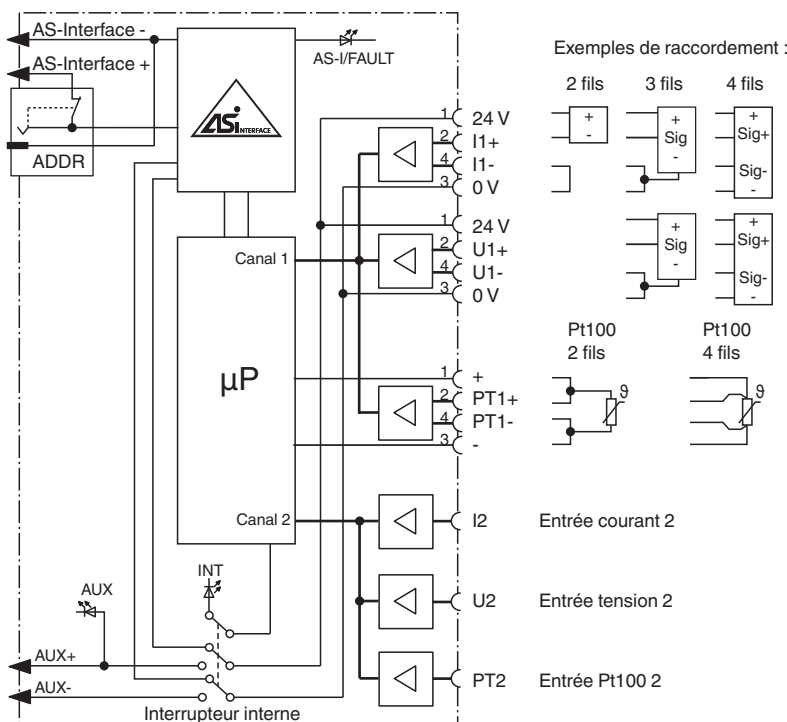 AS-Interface -
AS-Interface +
ADDR
ASi INTERFACE
AS-I/FAULT
1 24 V
2 I1+
4 I1-
3 0 V
1 24 V
2 U1+
4 U1-
3 0 V
Canal 1
µP
1 +
2 PT1+
4 PT1-
3 -
Canal 2
I2 Entrée courant 2
U2 Entrée tension 2
PT2 Entrée Pt100 2
INT
AUX
AUX+
AUX-
Interrupteur interne
Exemples de raccordement :
2 fils 3 fils 4 fils
+
-
+
Sig
-
+
Sig+
Sig-
-
+
Sig
-
+
Sig+
Sig-
-
Pt100
2 fils
ϑ
Pt100
4 fils
ϑ